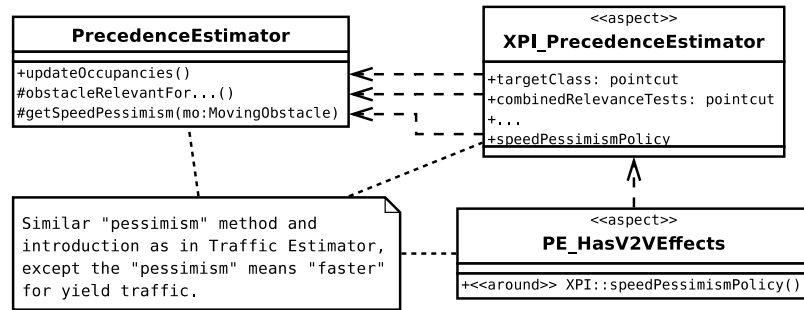 PrecedenceEstimator
+updateOccupancies()
#obstacleRelevantFor...()
#getSpeedPessimism(mo:MovingObstacle)
<<aspect>>
XPI_PrecedenceEstimator
+targetClass: pointcut
+combinedRelevanceTests: pointcut
+...
+speedPessimismPolicy
Similar "pessimism" method and
introduction as in Traffic Estimator,
except the "pessimism" means "faster"
for yield traffic.
<<aspect>>
PE_HasV2VEffects
+<<around>> XPI::speedPessimismPolicy()